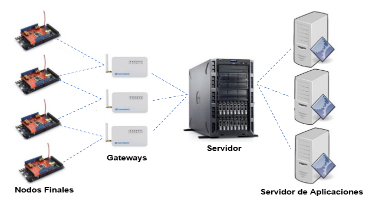 Nodos Finales
Gateways
Servidor
Servidor de Aplicaciones